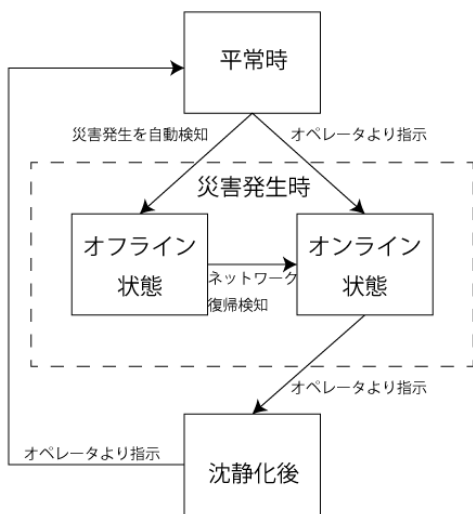 平常時
災害発生を自動検知
オペレータより指示
災害発生時
オフライン
状態
ネットワーク
復帰検知
オンライン
状態
オペレータより指示
オペレータより指示
沈静化後